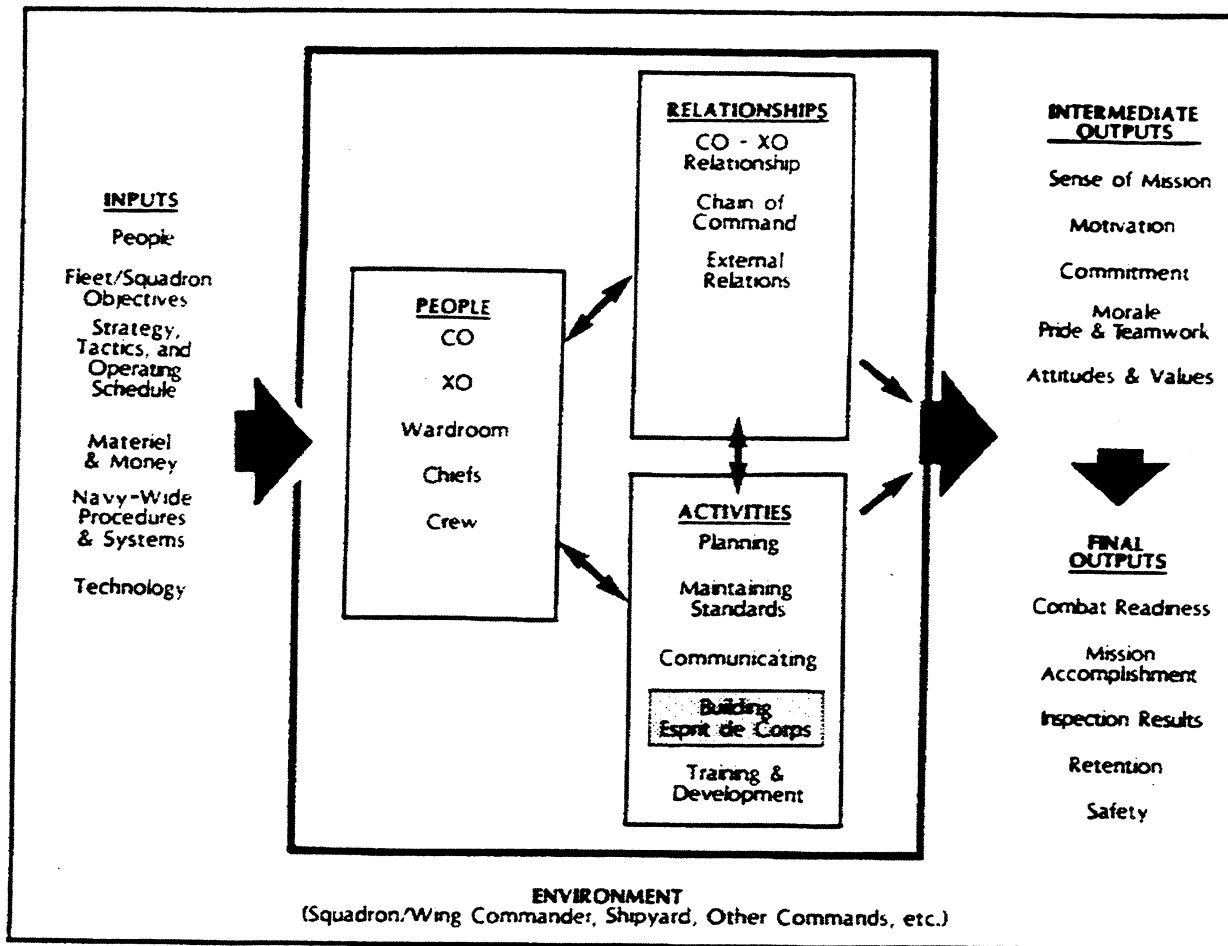 INPUTS
People
Fleet/Squadron
Objectives
Strategy,
Tactics, and
Operating
Schedule
Materiel
& Money
Navy-Wide
Procedures
& Systems
Technology
PEOPLE
CO
XO
Wardroom
Chiefs
Crew
RELATIONSHIPS
CO - XO
Relationship
Chain of
Command
External
Relations
ACTIVITIES
Planning
Maintaining
Standards
Communicating
Building
Esprit de Corps
Training &
Development
INTERMEDIATE
OUTPUTS
Sense of Mission
Motivation
Commitment
Morale
Pride & Teamwork
Attitudes & Values
FINAL
OUTPUTS
Combat Readiness
Mission
Accomplishment
Inspection Results
Retention
Safety
ENVIRONMENT
(Squadron/Wing Commander, Shipyard, Other Commands, etc.)